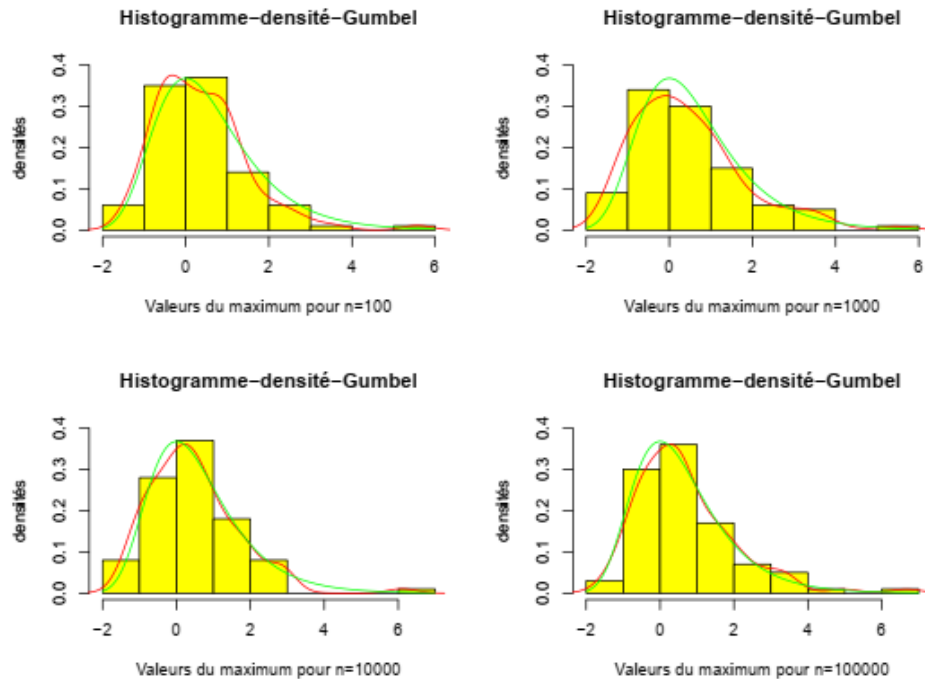 Histogramme−densité−Gumbel
densités
0.0 0.1 0.2 0.3 0.4
−2 0 2 4 6
Valeurs du maximum pour n=100
Histogramme−densité−Gumbel
densités
0.0 0.1 0.2 0.3 0.4
−2 0 2 4 6
Valeurs du maximum pour n=1000
Histogramme−densité−Gumbel
densités
0.0 0.1 0.2 0.3 0.4
−2 0 2 4 6
Valeurs du maximum pour n=10000
Histogramme−densité−Gumbel
densités
0.0 0.1 0.2 0.3 0.4
−2 0 2 4 6
Valeurs du maximum pour n=100000